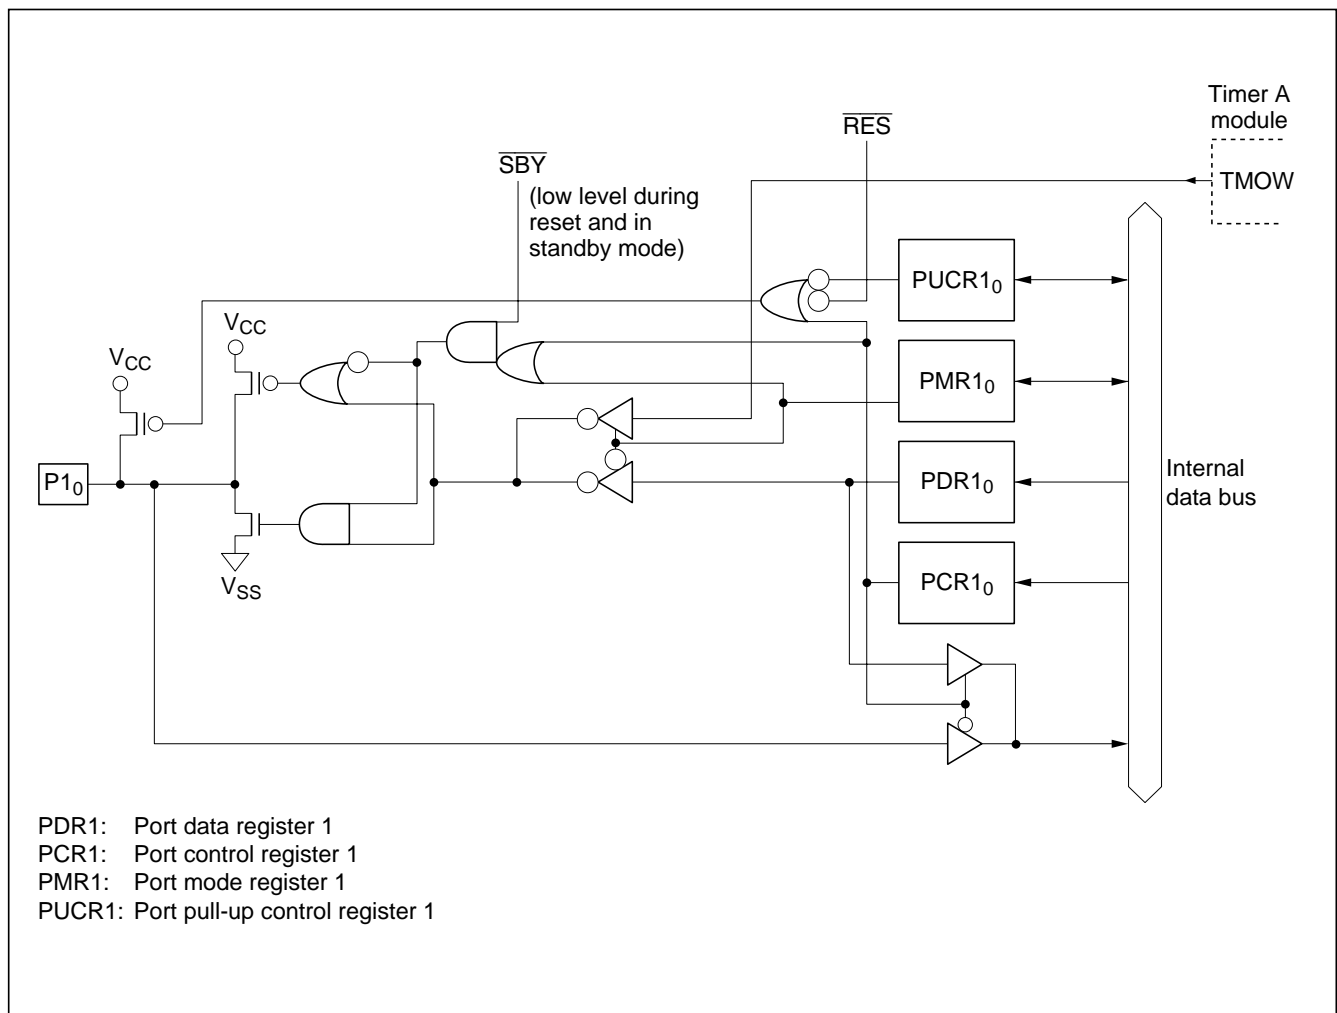 Timer A
module
TMOW
RES
SBY
(low level during
reset and in
standby mode)
PUCR1₀
VCC
VCC
PMR1₀
P1₀
PDR1₀
Internal
data bus
VSS
PCR1₀
PDR1: Port data register 1
PCR1: Port control register 1
PMR1: Port mode register 1
PUCR1: Port pull-up control register 1